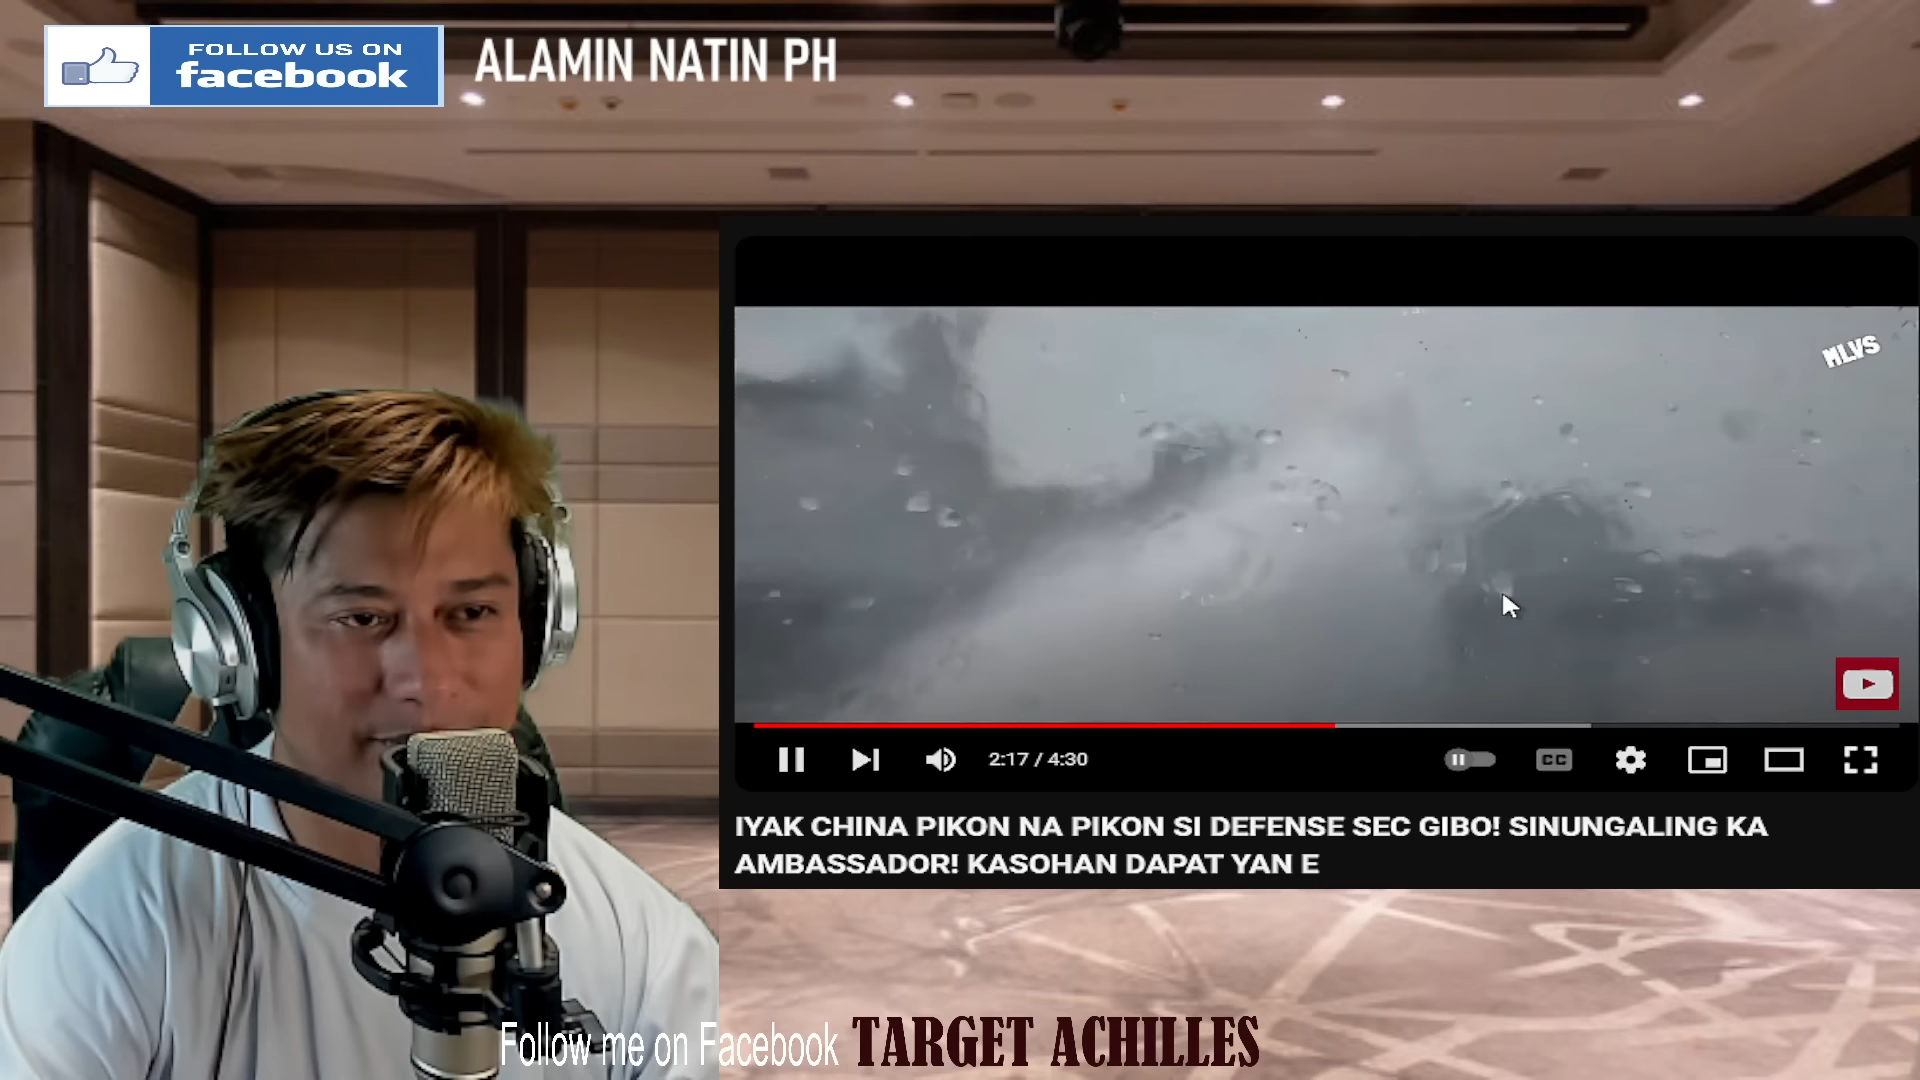 FOLLOW US ON
facebook
ALAMIN NATIN PH
MLVS
2:17 / 4:30
CC
IYAK CHINA PIKON NA PIKON SI DEFENSE SEC GIBO! SINUNGALING KA
AMBASSADOR! KASOHAN DAPAT YAN E
Follow me on Facebook TARGET ACHILLES